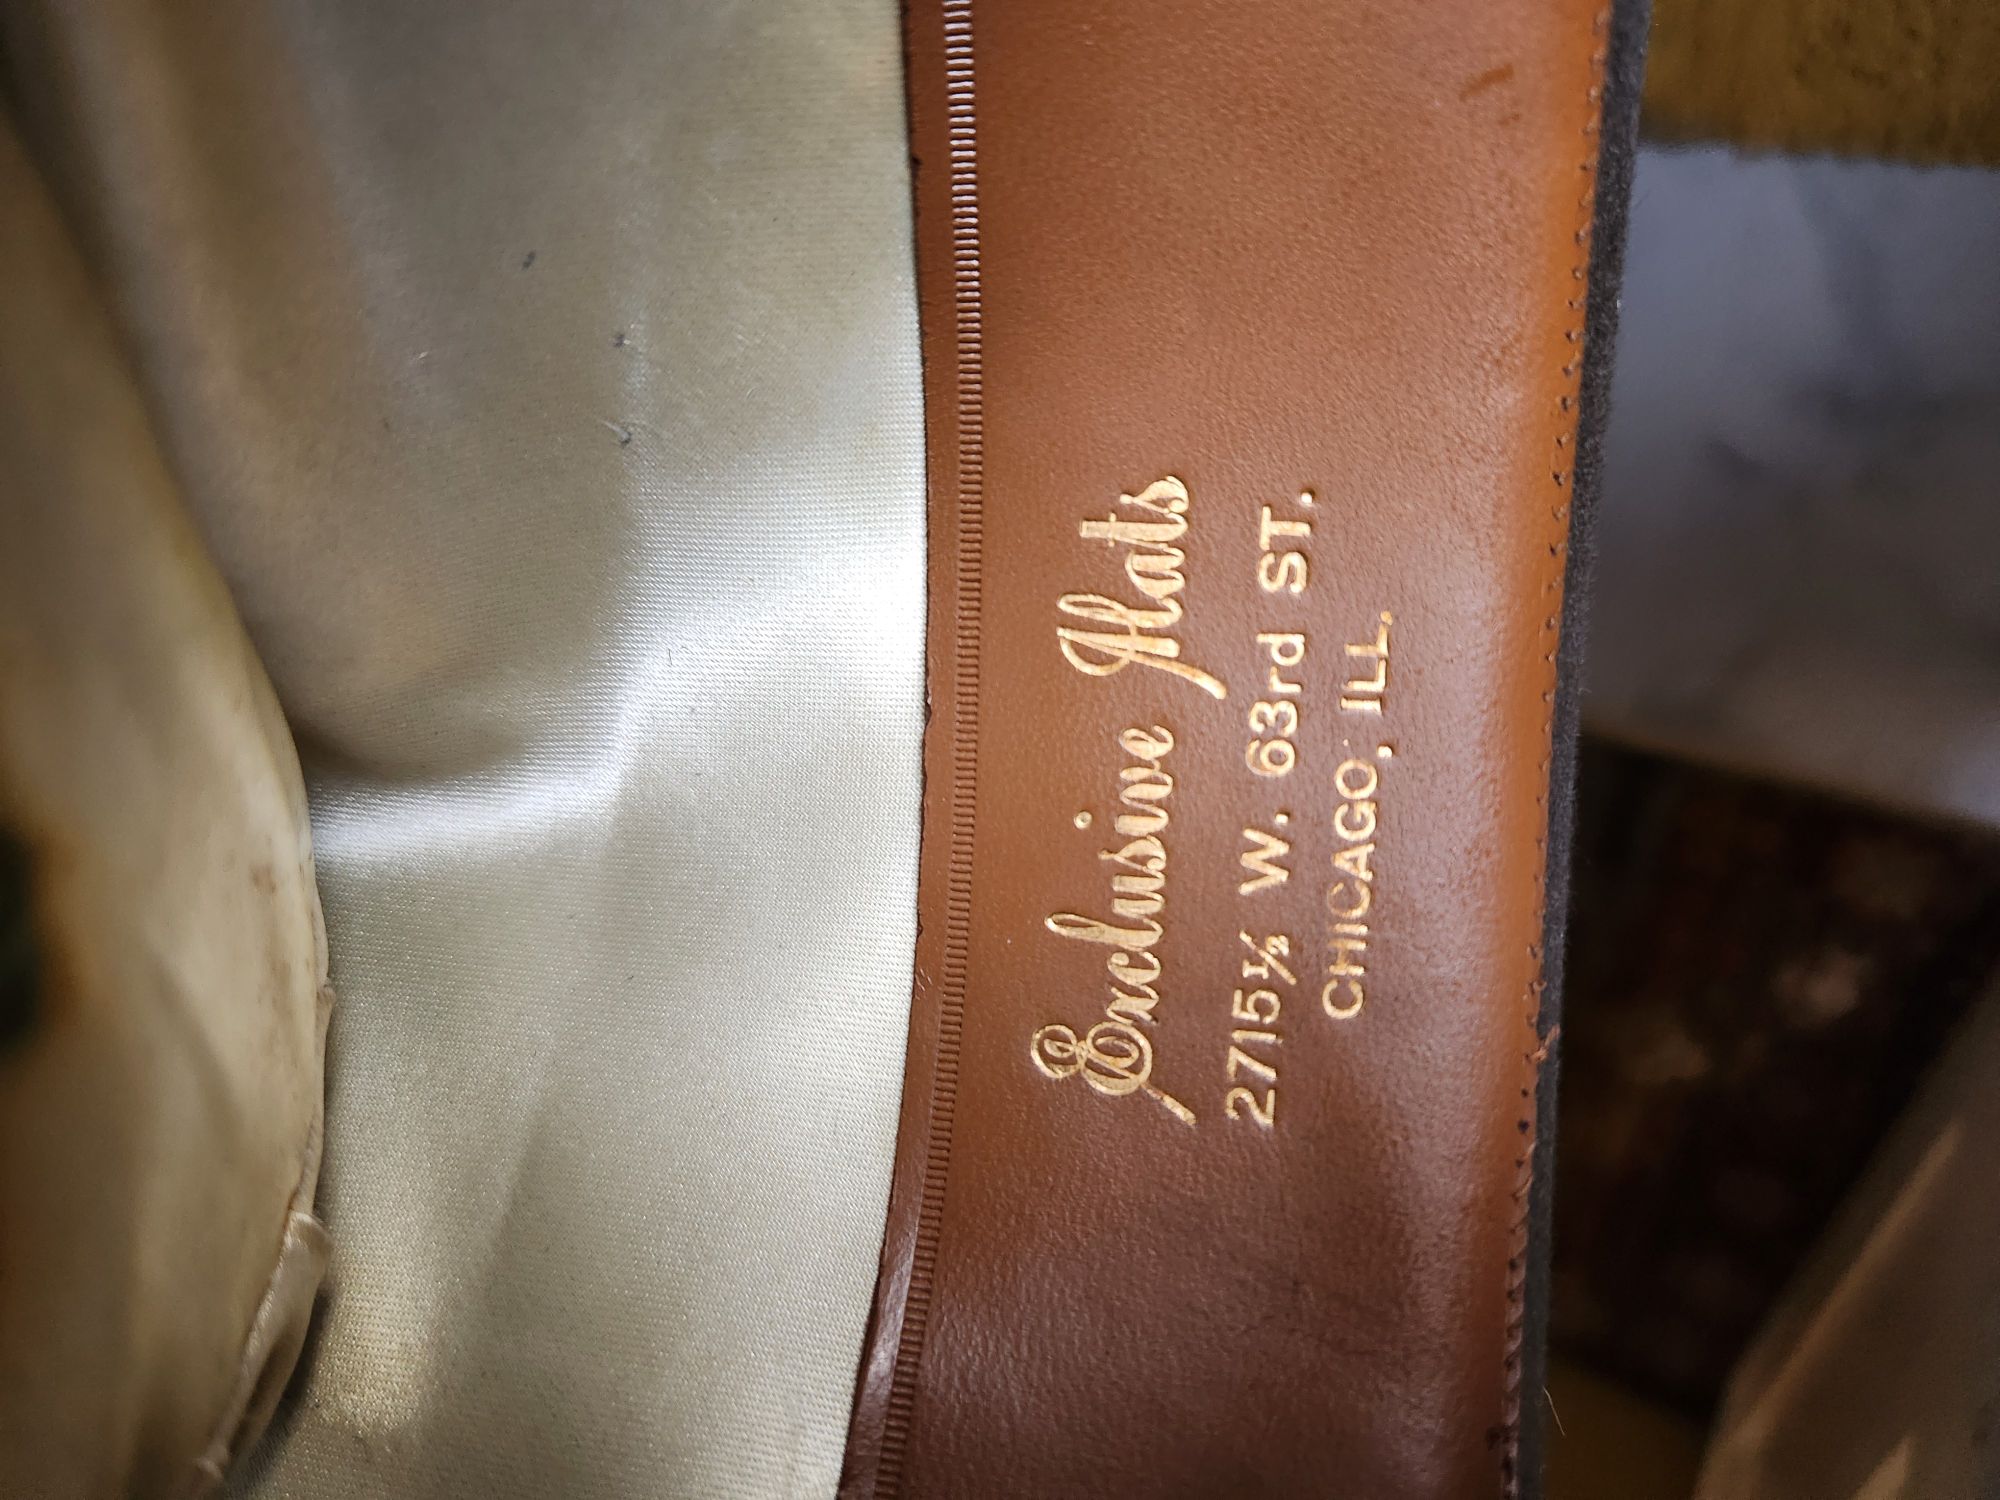 Exclusive Hats
2715½ W. 63rd ST.
CHICAGO, ILL.